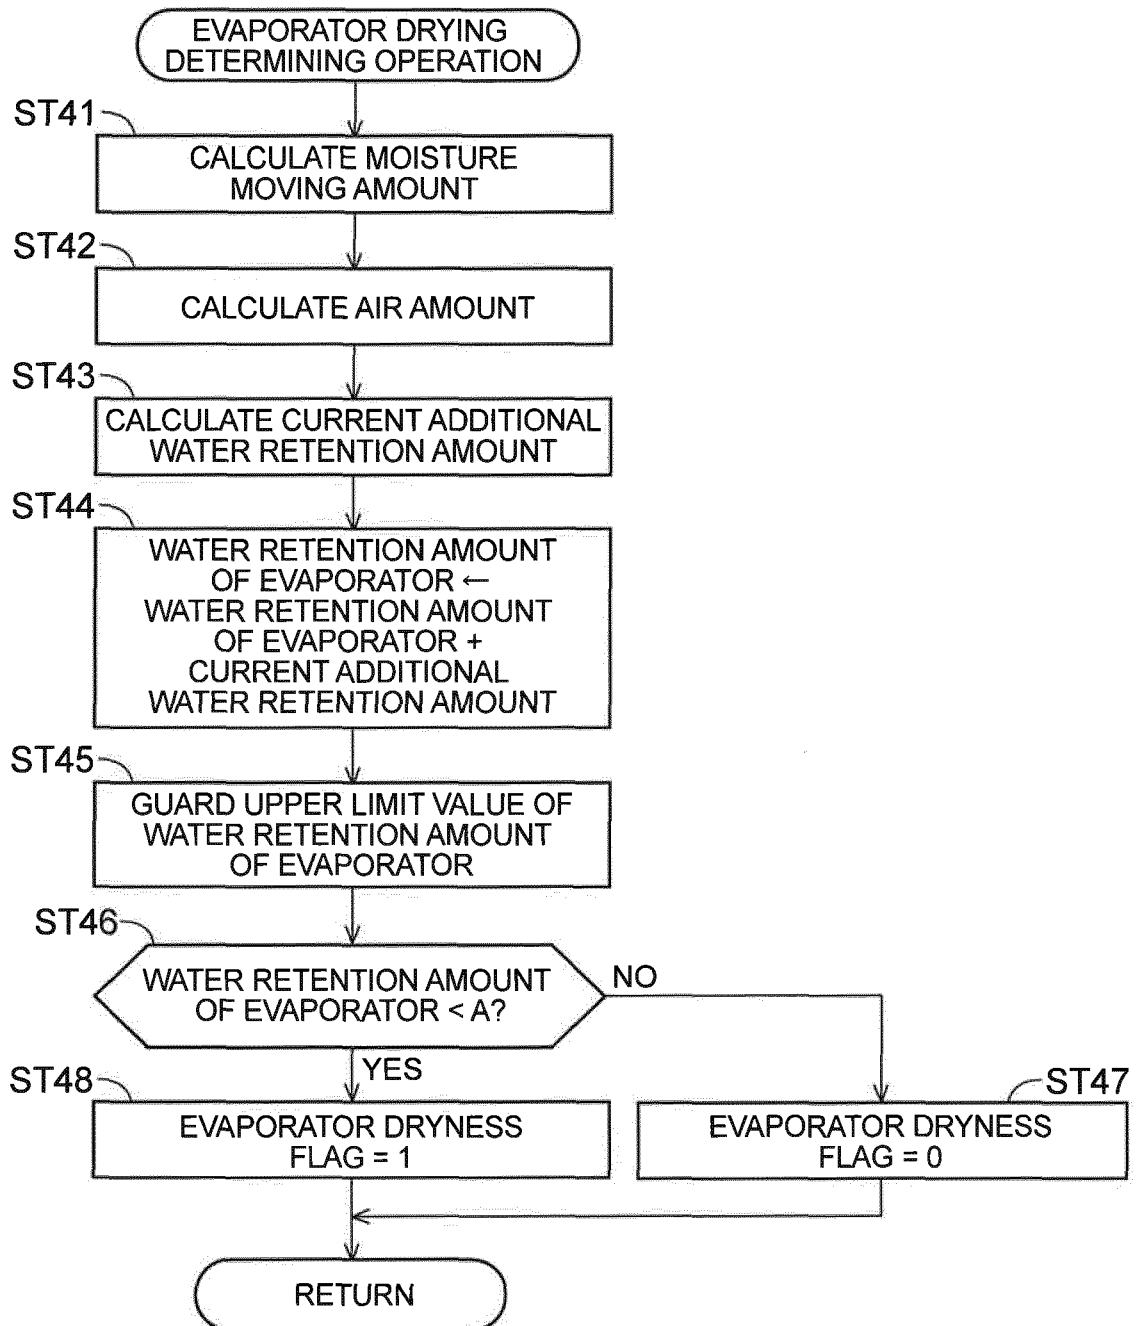 EVAPORATOR DRYING
DETERMINING OPERATION
ST41
CALCULATE MOISTURE
MOVING AMOUNT
ST42
CALCULATE AIR AMOUNT
ST43
CALCULATE CURRENT ADDITIONAL
WATER RETENTION AMOUNT
ST44
WATER RETENTION AMOUNT
OF EVAPORATOR ←
WATER RETENTION AMOUNT
OF EVAPORATOR +
CURRENT ADDITIONAL
WATER RETENTION AMOUNT
ST45
GUARD UPPER LIMIT VALUE OF
WATER RETENTION AMOUNT
OF EVAPORATOR
ST46
WATER RETENTION AMOUNT
OF EVAPORATOR < A?
NO
YES
ST48
EVAPORATOR DRYNESS
FLAG = 1
ST47
EVAPORATOR DRYNESS
FLAG = 0
RETURN